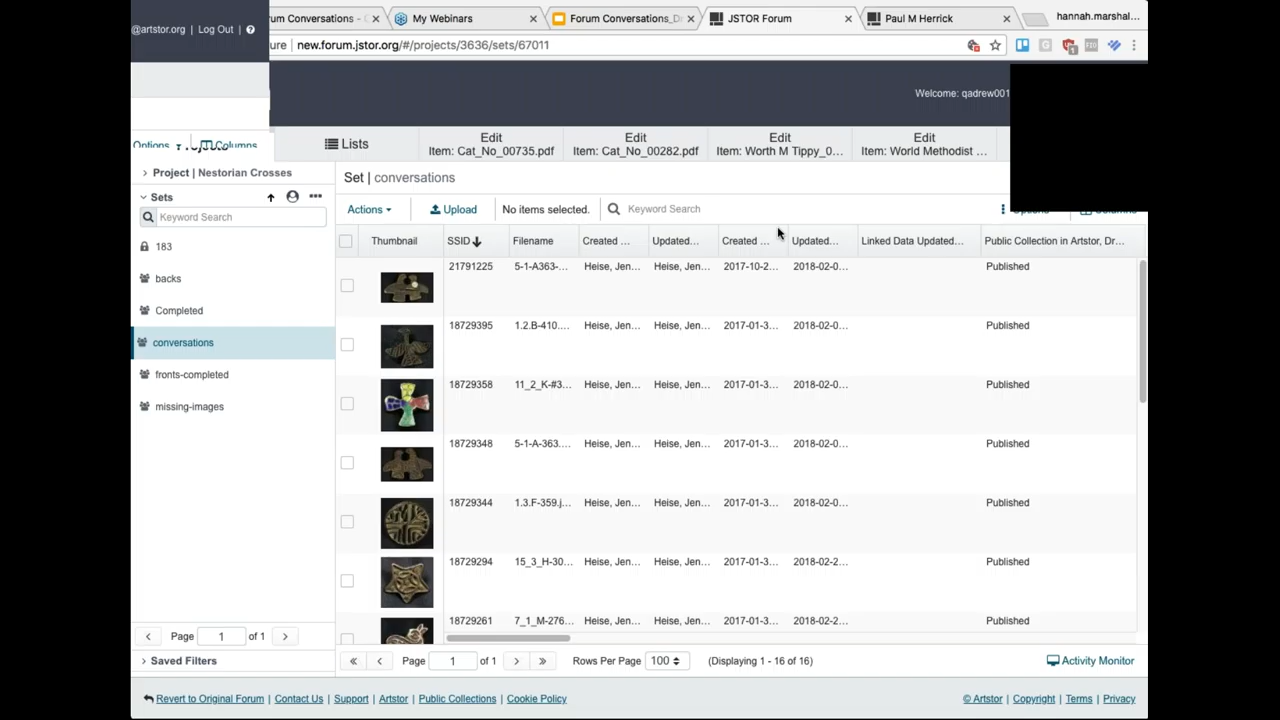 rum Conversations -
My Webinars
Forum Conversations_D
JSTOR Forum
Paul M Herrick
hannah.marshal...
@artstor.org | Log Out |
ure | new.forum.jstor.org/#/projects/3636/sets/67011
Welcome: qadrew001
Options
Columns
Lists
Edit
Item: Cat_No_00735.pdf
Edit
Item: Cat_No_00282.pdf
Edit
Item: Worth M Tippy_0...
Edit
Item: World Methodist ...
Project | Nestorian Crosses
Set | conversations
Sets
Keyword Search
Actions
Upload
No items selected.
Keyword Search
183
backs
Completed
conversations
fronts-completed
missing-images
Thumbnail SSID Filename Created ... Updated... Created ... Updated... Linked Data Updated... Public Collection in Artstor, Dr...
21791225 5-1-A363-... Heise, Jen... Heise, Jen... 2017-10-2... 2018-02-0... Published
18729395 1.2.B-410.... Heise, Jen... Heise, Jen... 2017-01-3... 2018-02-0... Published
18729358 11_2_K-#3... Heise, Jen... Heise, Jen... 2017-01-3... 2018-02-0... Published
18729348 5-1-A-363.... Heise, Jen... Heise, Jen... 2017-01-3... 2018-02-0... Published
18729344 1.3.F-359.j... Heise, Jen... Heise, Jen... 2017-01-3... 2018-02-0... Published
18729294 15_3_H-30... Heise, Jen... Heise, Jen... 2017-01-3... 2018-02-2... Published
18729261 7_1_M-276... Heise, Jen... Heise, Jen... 2017-01-3... 2018-02-2... Published
Page 1 of 1
Saved Filters
Page 1 of 1 Rows Per Page 100 (Displaying 1 - 16 of 16)
Activity Monitor
Revert to Original Forum | Contact Us | Support | Artstor | Public Collections | Cookie Policy
© Artstor | Copyright | Terms | Privacy